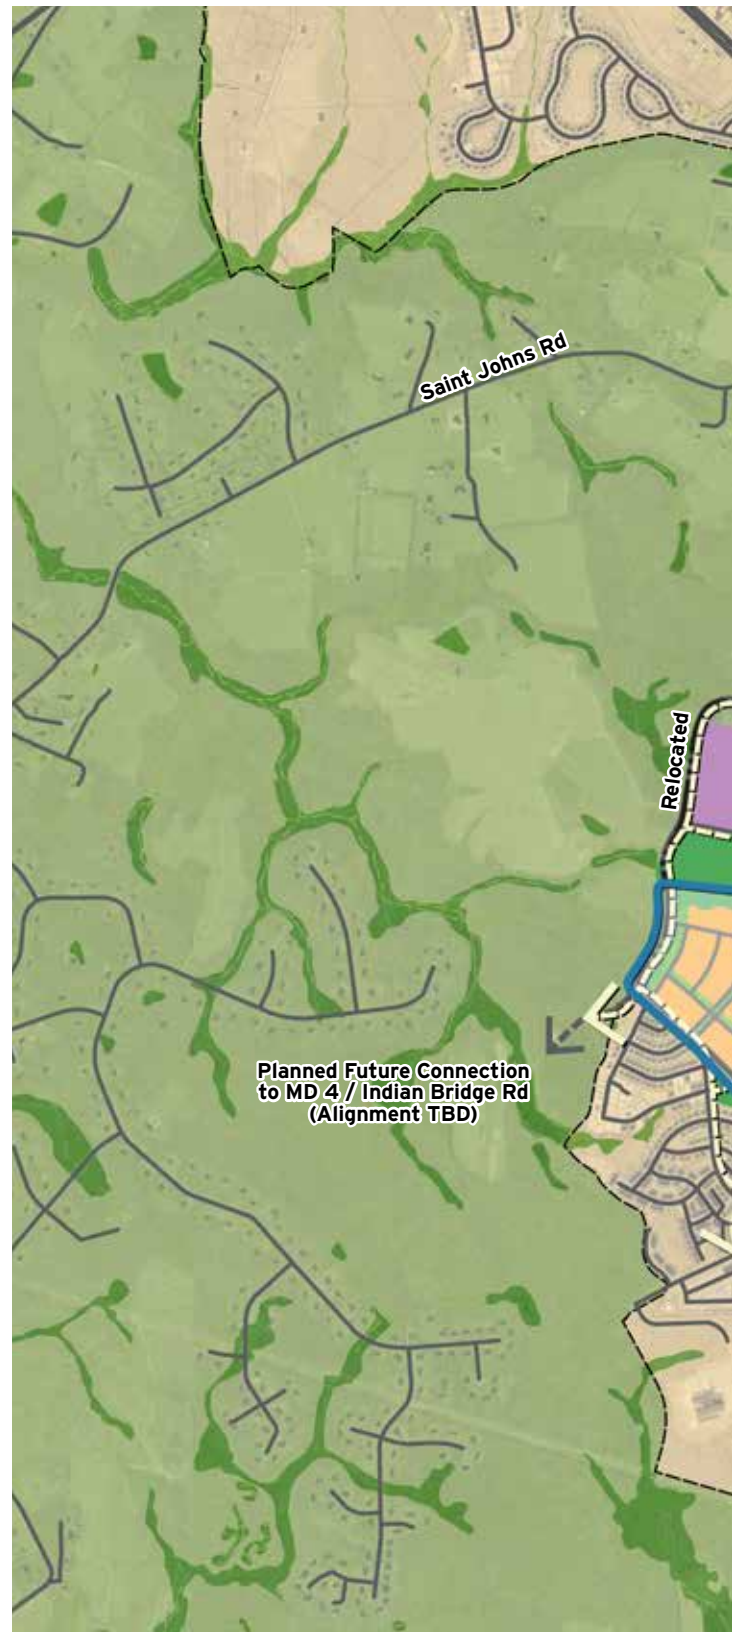 Saint Johns Rd
Relocated
Planned Future Connection
to MD 4 / Indian Bridge Rd
(Alignment TBD)